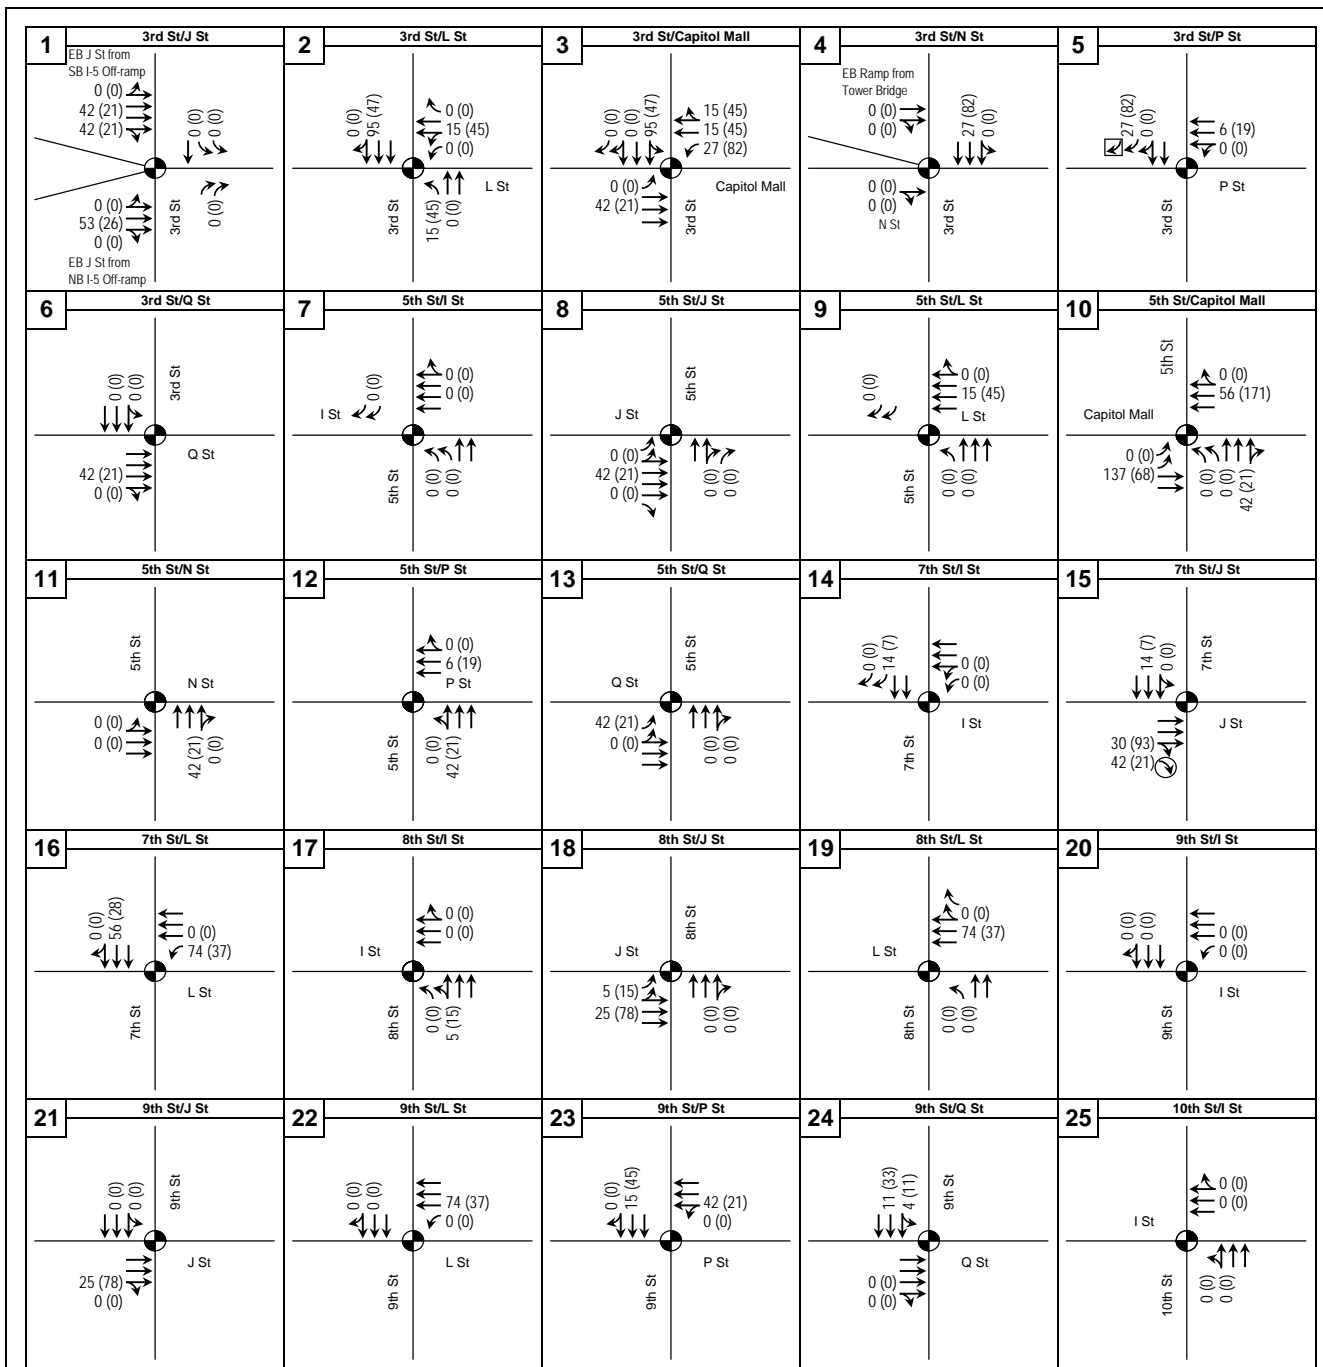 1
3rd St/J St
EB J St from
SB I-5 Off-ramp
0 (0)
42 (21)
42 (21)
0 (0)
0 (0)
0 (0)
53 (26)
0 (0)
3rd St
0 (0)
EB J St from
NB I-5 Off-ramp
2
3rd St/L St
0 (0)
95 (47)
0 (0)
15 (45)
0 (0)
L St
3rd St
15 (45)
0 (0)
3
3rd St/Capitol Mall
0 (0)
0 (0)
95 (47)
15 (45)
15 (45)
27 (82)
0 (0)
42 (21)
Capitol Mall
3rd St
4
3rd St/N St
EB Ramp from
Tower Bridge
0 (0)
0 (0)
27 (82)
0 (0)
0 (0)
0 (0)
N St
3rd St
5
3rd St/P St
27 (82)
0 (0)
6 (19)
0 (0)
P St
3rd St
6
3rd St/Q St
0 (0)
0 (0)
3rd St
Q St
42 (21)
0 (0)
7
5th St/I St
0 (0)
0 (0)
0 (0)
I St
5th St
0 (0)
0 (0)
8
5th St/J St
5th St
J St
0 (0)
42 (21)
0 (0)
0 (0)
0 (0)
9
5th St/L St
0 (0)
0 (0)
15 (45)
L St
5th St
0 (0)
0 (0)
10
5th St/Capitol Mall
5th St
0 (0)
56 (171)
Capitol Mall
0 (0)
137 (68)
0 (0)
0 (0)
42 (21)
11
5th St/N St
5th St
N St
0 (0)
0 (0)
42 (21)
0 (0)
12
5th St/P St
0 (0)
6 (19)
P St
5th St
0 (0)
42 (21)
13
5th St/Q St
5th St
Q St
42 (21)
0 (0)
0 (0)
0 (0)
14
7th St/I St
0 (0)
14 (7)
0 (0)
0 (0)
I St
7th St
15
7th St/J St
14 (7)
0 (0)
7th St
J St
30 (93)
42 (21)
16
7th St/L St
0 (0)
56 (28)
0 (0)
74 (37)
L St
7th St
17
8th St/I St
0 (0)
0 (0)
I St
8th St
0 (0)
5 (15)
18
8th St/J St
8th St
J St
5 (15)
25 (78)
0 (0)
0 (0)
19
8th St/L St
0 (0)
74 (37)
L St
8th St
0 (0)
0 (0)
20
9th St/I St
0 (0)
0 (0)
0 (0)
0 (0)
I St
9th St
21
9th St/J St
0 (0)
0 (0)
9th St
J St
25 (78)
0 (0)
22
9th St/L St
0 (0)
0 (0)
74 (37)
0 (0)
L St
9th St
23
9th St/P St
0 (0)
15 (45)
42 (21)
0 (0)
P St
9th St
24
9th St/Q St
11 (33)
4 (11)
9th St
Q St
0 (0)
0 (0)
25
10th St/I St
0 (0)
0 (0)
I St
10th St
0 (0)
0 (0)